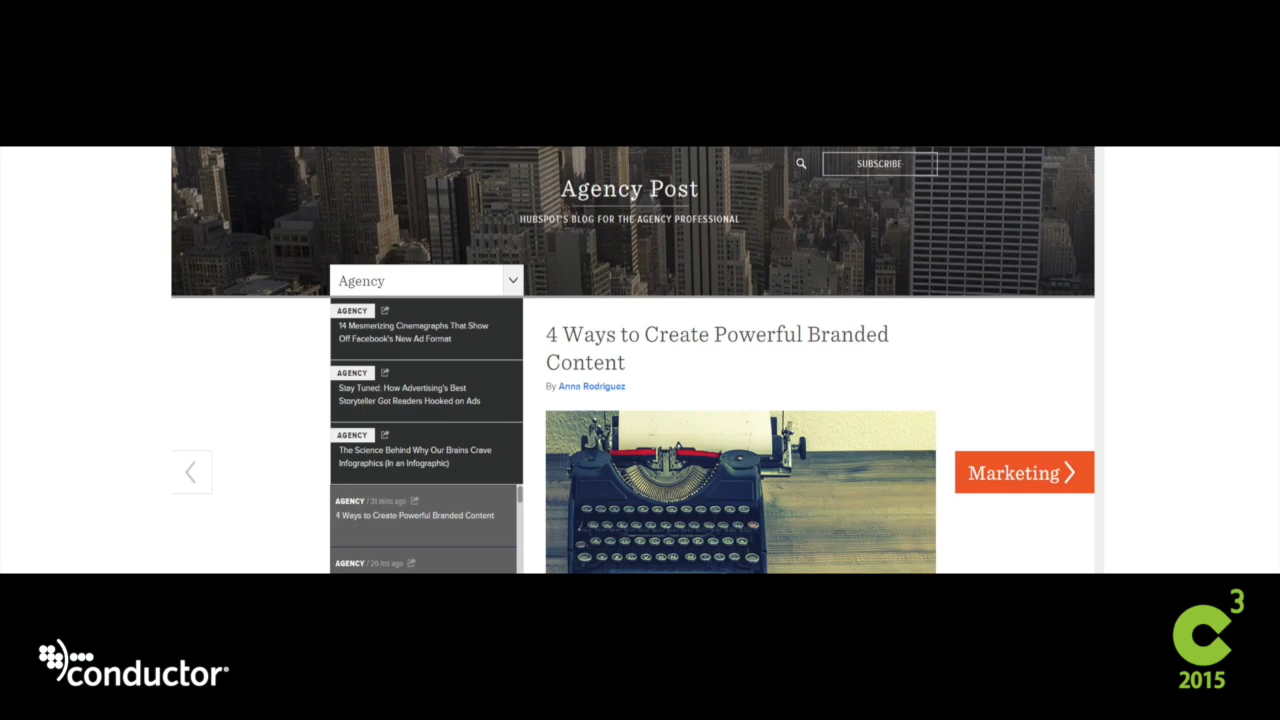 SUBSCRIBE
Agency Post
HUBSPOT'S BLOG FOR THE AGENCY PROFESSIONAL
Agency
AGENCY
14 Mesmerizing Cinemagraphs That Show
Off Facebook's New Ad Format
AGENCY
Stay Tuned: How Advertising's Best
Storyteller Got Readers Hooked on Ads
AGENCY
The Science Behind Why Our Brains Crave
Infographics (In an Infographic)
AGENCY / 31 mins ago
4 Ways to Create Powerful Branded Content
AGENCY / 20 hrs ago
4 Ways to Create Powerful Branded
Content
By Anna Rodriguez
Marketing
conductor
C3
2015